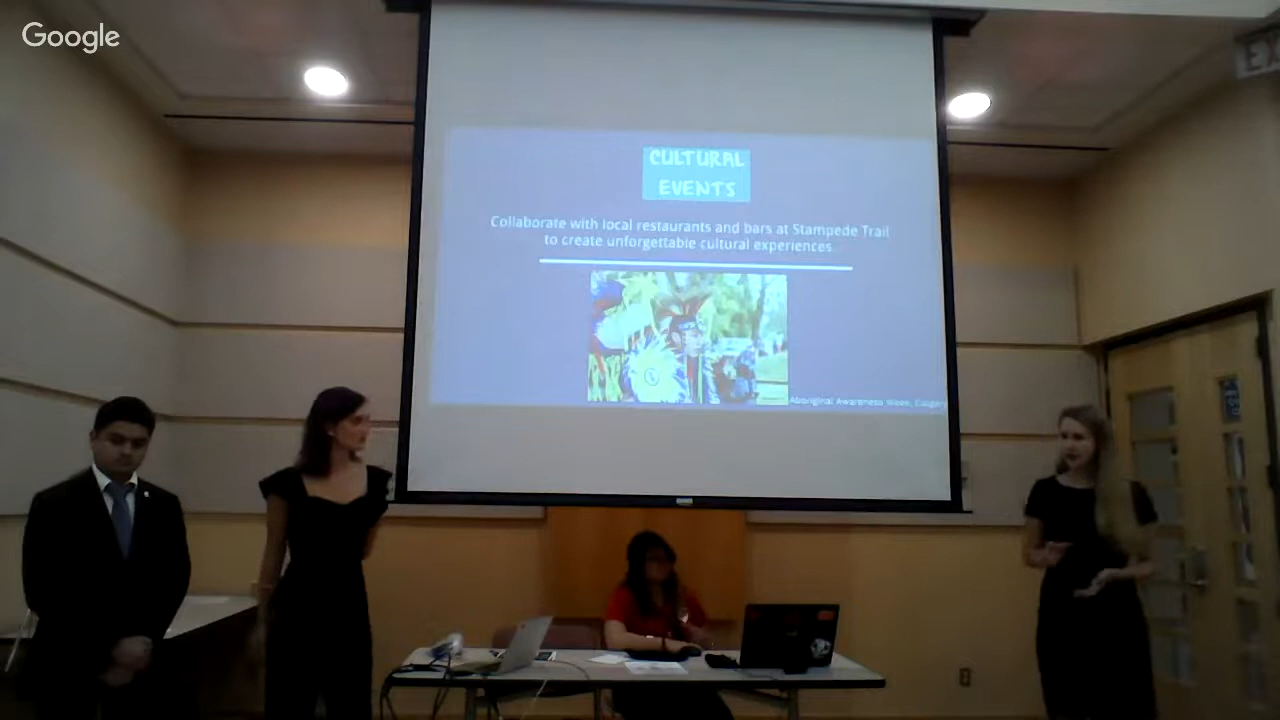 Google
EX
CULTURAL
EVENTS
Collaborate with local restaurants and bars at Stampede Trail
to create unforgettable cultural experiences
Aboriginal Awareness Week, Calgary